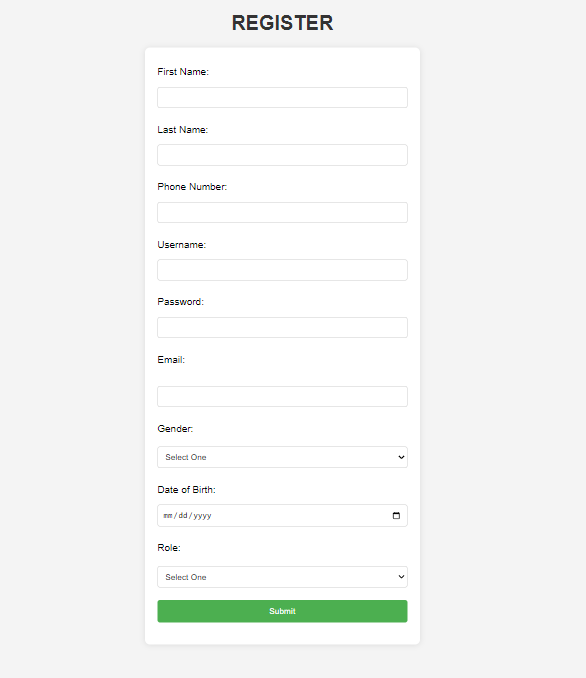 REGISTER
First Name:
Last Name:
Phone Number:
Username:
Password:
Email:
Gender:
Select One
Date of Birth:
mm/dd/yyyy
Role:
Select One
Submit